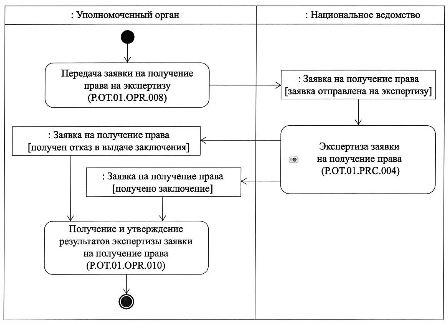 : Уполномоченный орган
: Национальное ведомство
Передача заявки на получение
права на экспертизу
(P.OT.01.OPR.008)
: Заявка на получение права
[заявка отправлена на экспертизу]
: Заявка на получение права
[получен отказ в выдаче заключения]
Экспертиза заявки
на получение права
(P.OT.01.PRC.004)
: Заявка на получение права
[получено заключение]
Получение и утверждение
результатов экспертизы заявки
на получение права
(P.OT.01.OPR.010)